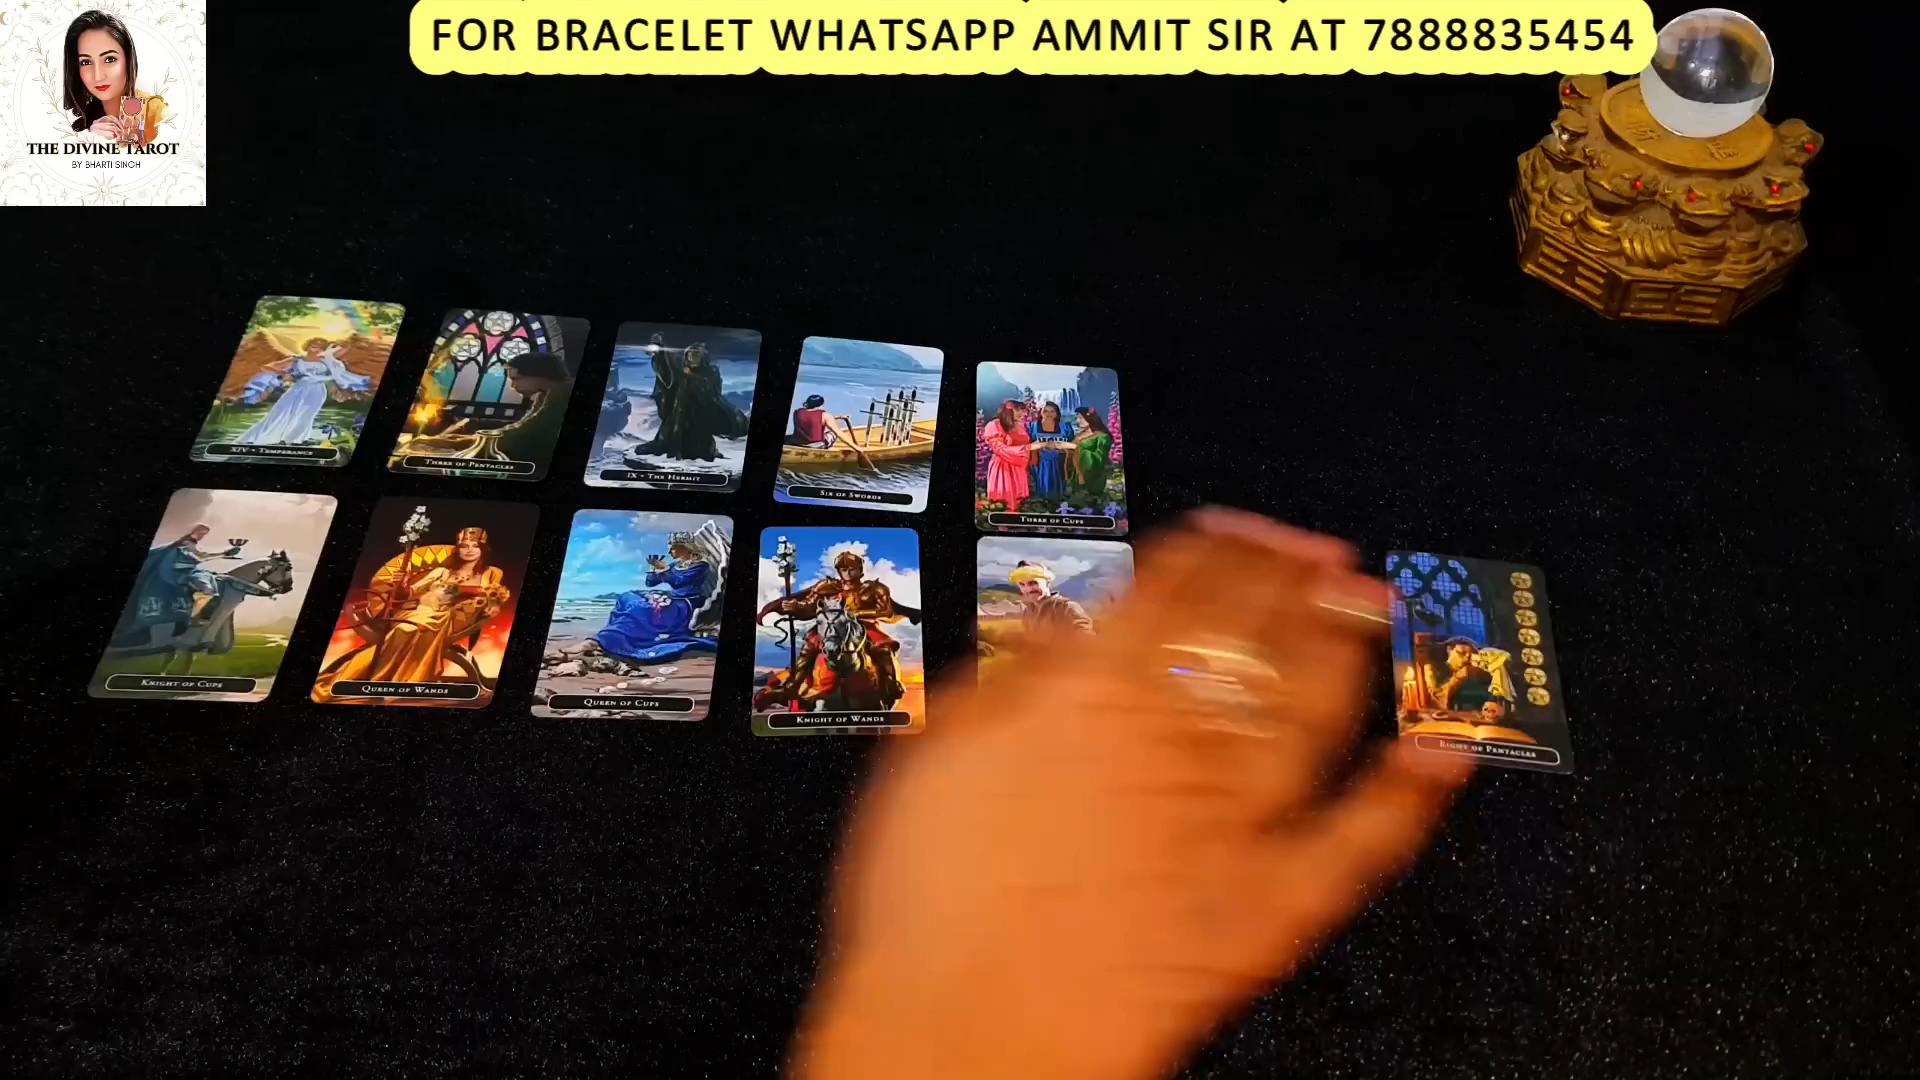 FOR BRACELET WHATSAPP AMMIT SIR AT 7888835454
THE DIVINE TAROT
BY BHARTI SINGH
XIV • TEMPERANCE
THREE OF PENTACLES
IX • THE HERMIT
SIX OF SWORDS
THREE OF CUPS
KNIGHT OF CUPS
QUEEN OF WANDS
QUEEN OF CUPS
KNIGHT OF WANDS
EIGHT OF PENTACLES